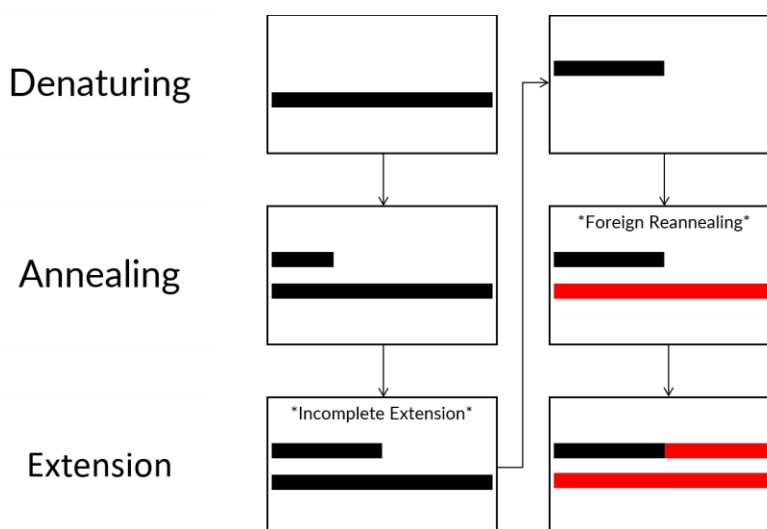 Denaturing
Annealing
*Foreign Reannealing*
Extension
*Incomplete Extension*